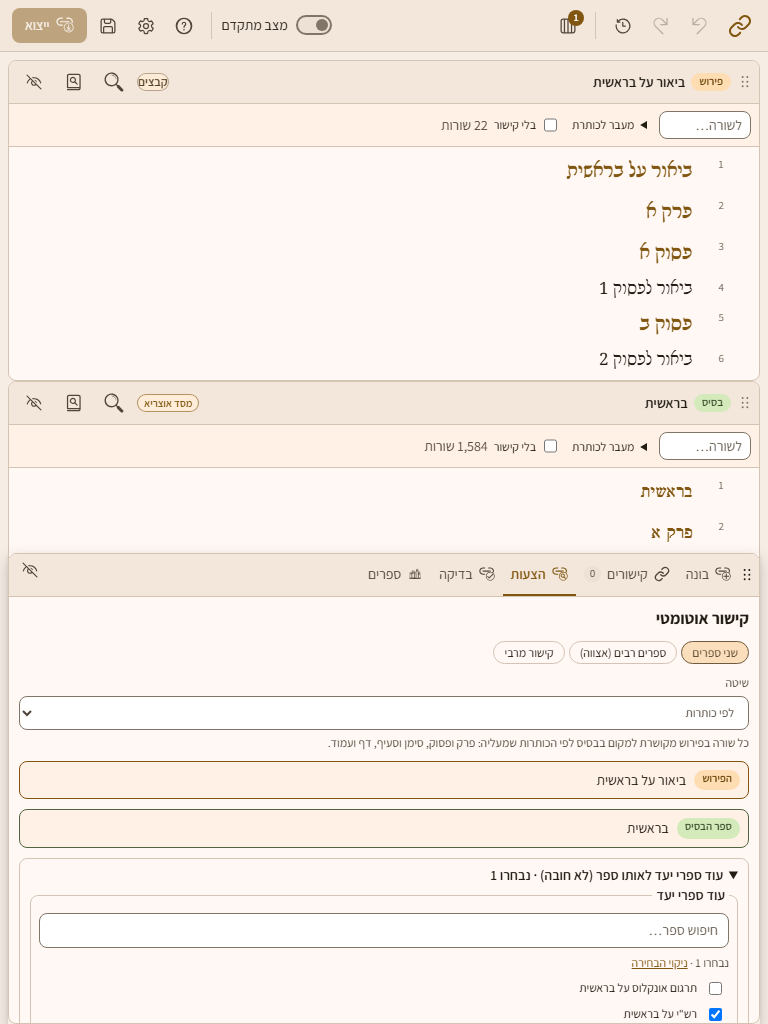 1 מצב מתקדם ייצוא
פירוש ביאור על בראשית קבצים
לשורה... מעבר לכותרת בלי קישור 22 שורות
1 ביאור על בראשית
2 פרק א
3 פסוק א
4 ביאור לפסוק 1
5 פסוק ב
6 ביאור לפסוק 2
בסיס בראשית מסד אוצריא
לשורה... מעבר לכותרת בלי קישור 1,584 שורות
1 בראשית
2 פרק א
בונה קישורים 0 הצעות בדיקה ספרים
קישור אוטומטי
שני ספרים ספרים רבים (אצווה) קישור מרבי
שיטה
לפי כותרות
כל שורה בפירוש מקושרת למקום בבסיס לפי הכותרות שמעליה: פרק ופסוק, סימן וסעיף, דף ועמוד.
הפירוש ביאור על בראשית
ספר הבסיס בראשית
עוד ספרי יעד לאותו ספר (לא חובה) · נבחרו 1
עוד ספרי יעד
חיפוש ספר...
נבחרו 1 · ניקוי הבחירה
תרגום אונקלוס על בראשית
רש"י על בראשית